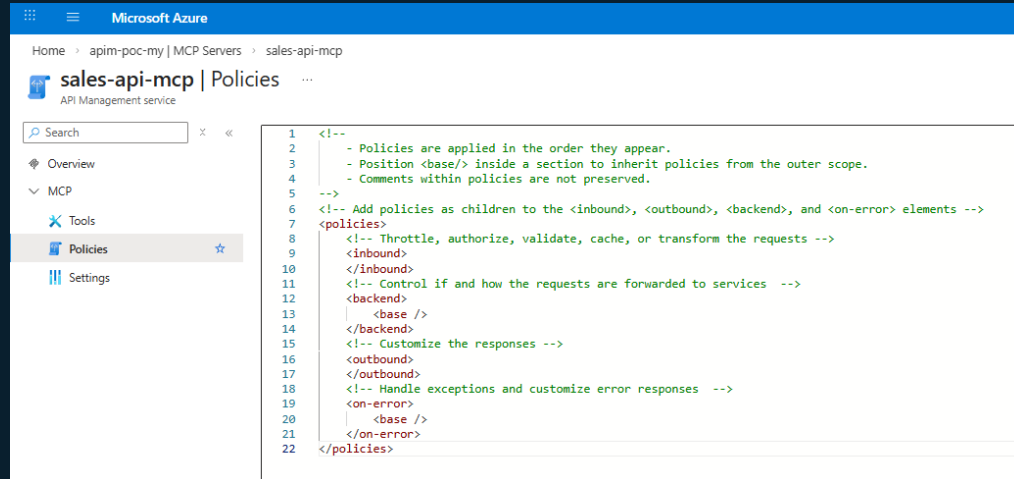 Microsoft Azure
Home > apim-poc-my | MCP Servers > sales-api-mcp
sales-api-mcp | Policies ...
API Management service
Search
Overview
MCP
Tools
Policies
Settings
1 <!--
2     - Policies are applied in the order they appear.
3     - Position <base/> inside a section to inherit policies from the outer scope.
4     - Comments within policies are not preserved.
5 -->
6 <!-- Add policies as children to the <inbound>, <outbound>, <backend>, and <on-error> elements -->
7 <policies>
8     <!-- Throttle, authorize, validate, cache, or transform the requests -->
9     <inbound>
10     </inbound>
11     <!-- Control if and how the requests are forwarded to services  -->
12     <backend>
13         <base />
14     </backend>
15     <!-- Customize the responses -->
16     <outbound>
17     </outbound>
18     <!-- Handle exceptions and customize error responses  -->
19     <on-error>
20         <base />
21     </on-error>
22 </policies>